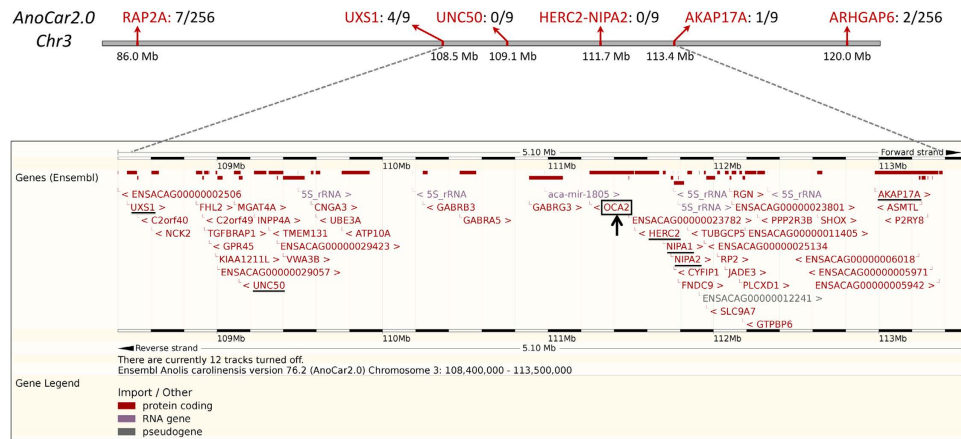 AnoCar2.0 RAP2A: 7/256 UXS1: 4/9 UNC50: 0/9 HERC2-NIPA2: 0/9 AKAP17A: 1/9 ARHGAP6: 2/256
Chr3
86.0 Mb 108.5 Mb 109.1 Mb 111.7 Mb 113.4 Mb 120.0 Mb
5.10 Mb Forward strand
109Mb 110Mb 111Mb 112Mb 113Mb
Genes (Ensembl)
< ENSACAG00000002506 5S_rRNA > < 5S_rRNA aca-mir-1805 > < 5S_rRNA RGN > < 5S_rRNA AKAP17A >
UXS1 > FHL2 > MGAT4A > CNGA3 > < GABRB3 GABRG3 > < OCA2 5S_rRNA > ENSACAG00000023801 > < ASMTL
< C2orf40 < C2orf49 INPP4A > < UBE3A GABRA5 > ENSACAG00000023782 > < PPP2R3B SHOX > < P2RY8
< NCK2 TGFBRAP1 > < TMEM131 < ATP10A < HERC2 < TUBGCP5 ENSACAG00000011405 >
< GPR45 ENSACAG00000029423 > NIPA1 > < ENSACAG00000025134
KIAA1211L > VWA3B > NIPA2 > < RP2 < ENSACAG00000006018 >
ENSACAG00000029057 > < CYFIP1 JADE3 > < ENSACAG00000005971
< UNC50 FNDC9 > < PLCXD1 > ENSACAG00000005942 >
ENSACAG00000012241 >
< SLC9A7
< GTPBP6
109Mb 110Mb 111Mb 112Mb 113Mb
Reverse strand 5.10 Mb
There are currently 12 tracks turned off.
Ensembl Anolis carolinensis version 76.2 (AnoCar2.0) Chromosome 3: 108,400,000 - 113,500,000
Gene Legend
Import / Other
protein coding
RNA gene
pseudogene